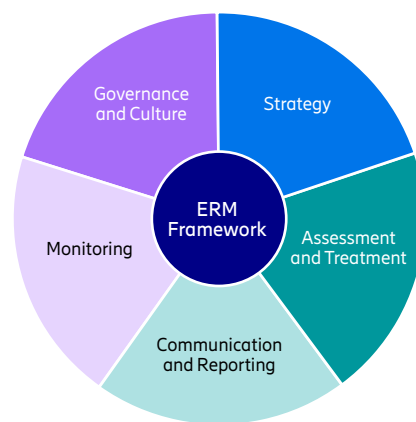 Governance
and Culture
Strategy
ERM
Framework
Monitoring
Assessment
and Treatment
Communication
and Reporting